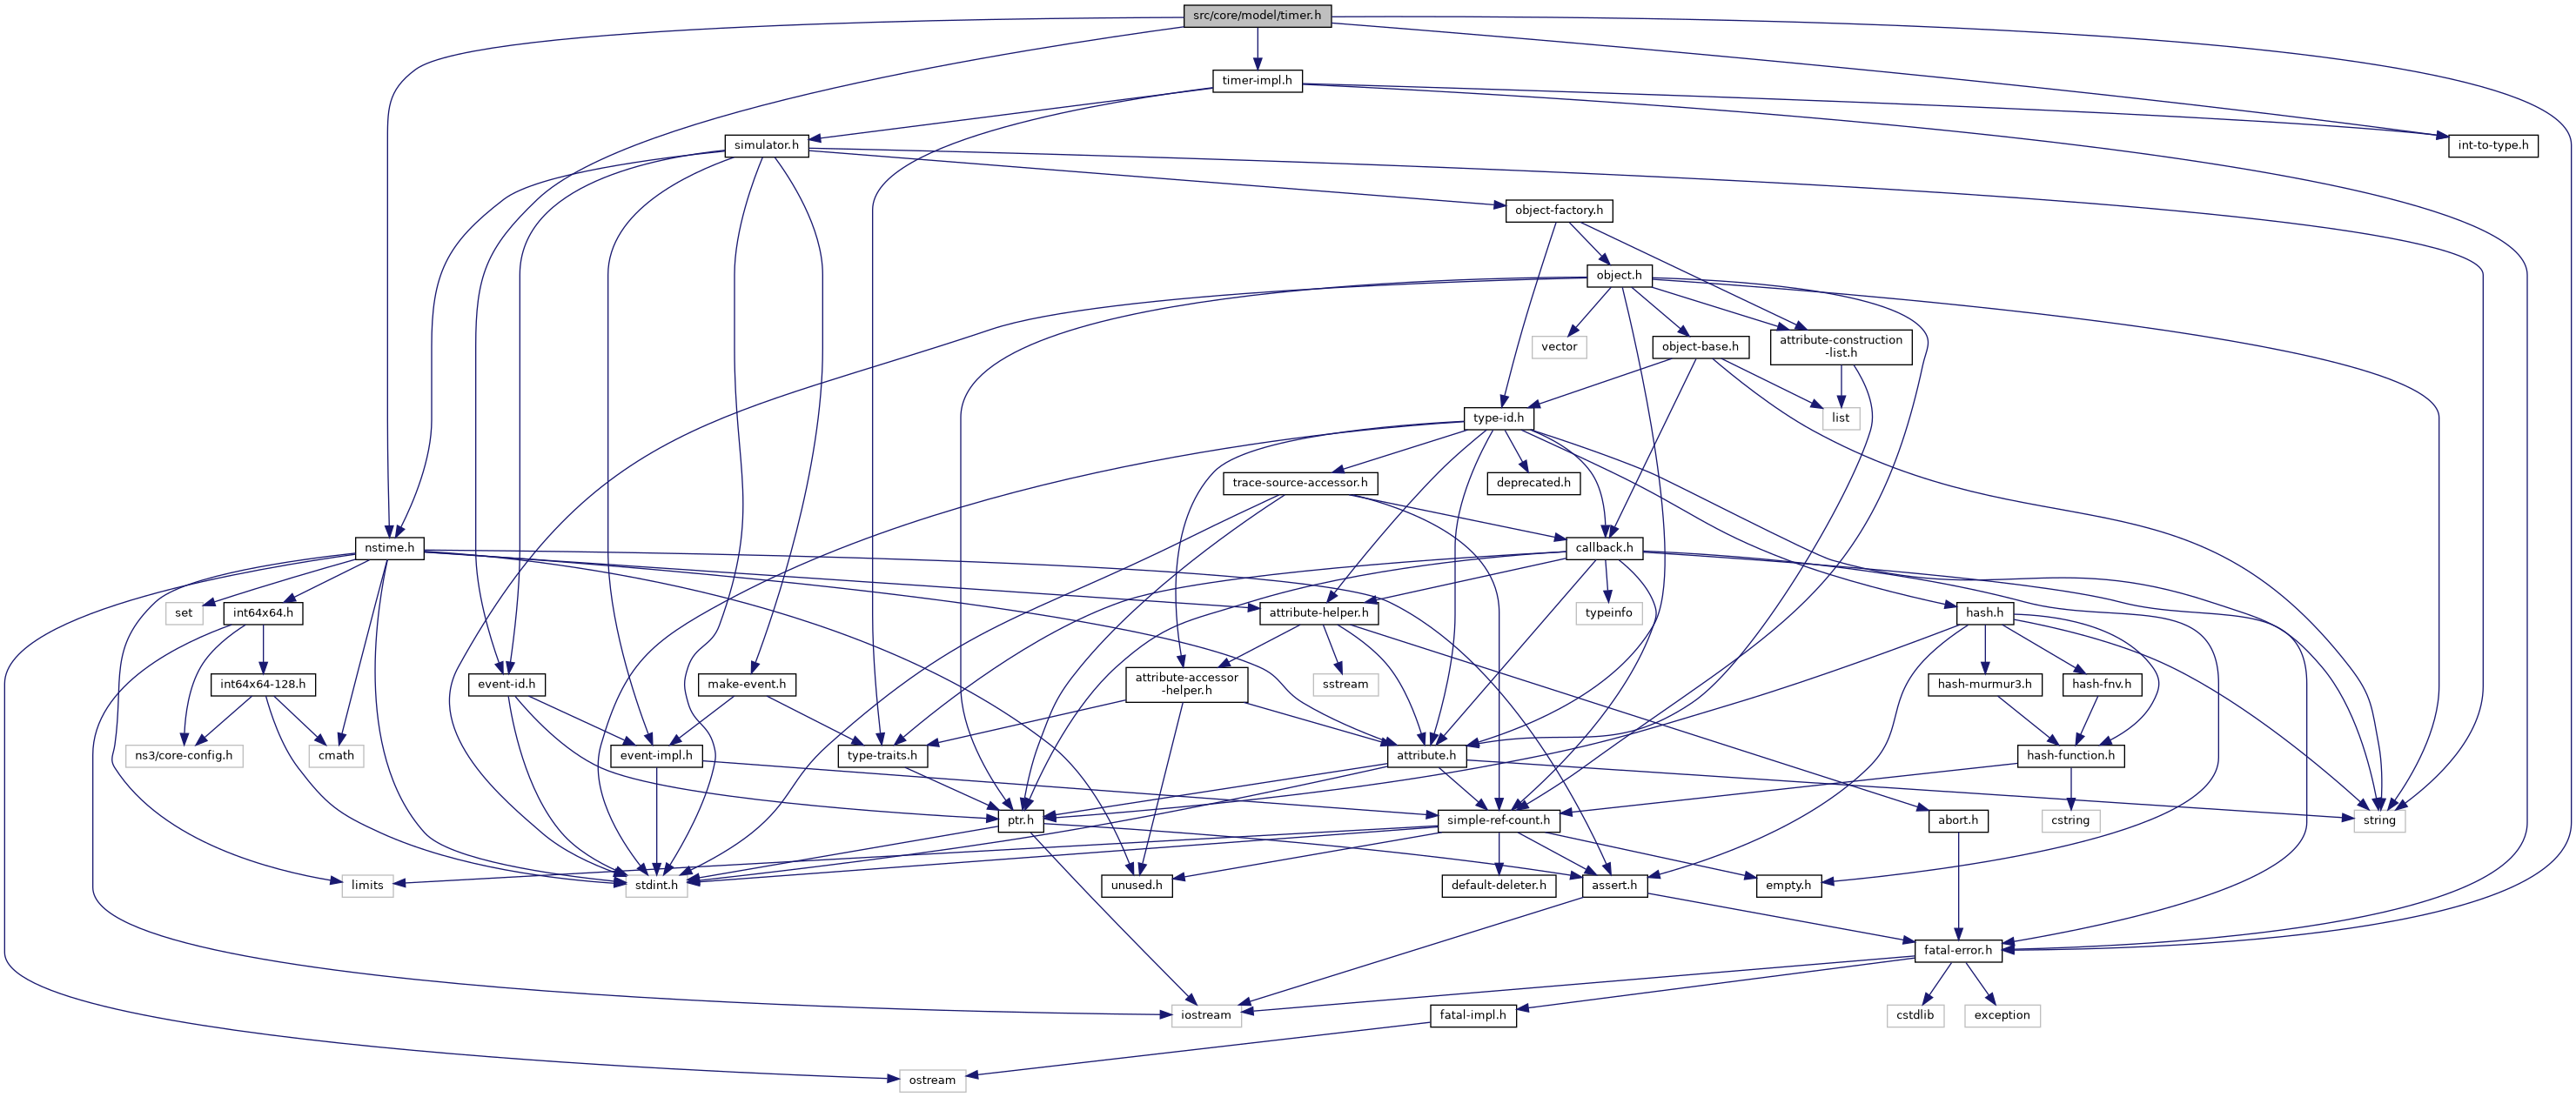 src/core/model/timer.h
timer-impl.h
simulator.h
int-to-type.h
object-factory.h
object.h
vector
object-base.h
attribute-construction
-list.h
type-id.h
list
trace-source-accessor.h
deprecated.h
nstime.h
callback.h
set
int64x64.h
attribute-helper.h
typeinfo
hash.h
int64x64-128.h
event-id.h
make-event.h
attribute-accessor
-helper.h
sstream
hash-murmur3.h
hash-fnv.h
ns3/core-config.h
cmath
event-impl.h
type-traits.h
attribute.h
hash-function.h
ptr.h
simple-ref-count.h
abort.h
cstring
string
limits
stdint.h
unused.h
default-deleter.h
assert.h
empty.h
fatal-error.h
iostream
fatal-impl.h
cstdlib
exception
ostream